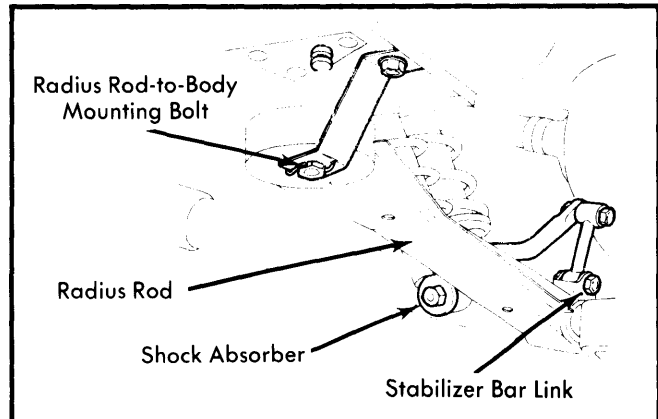 Radius Rod-to-Body
Mounting Bolt
Radius Rod
Shock Absorber
Stabilizer Bar Link